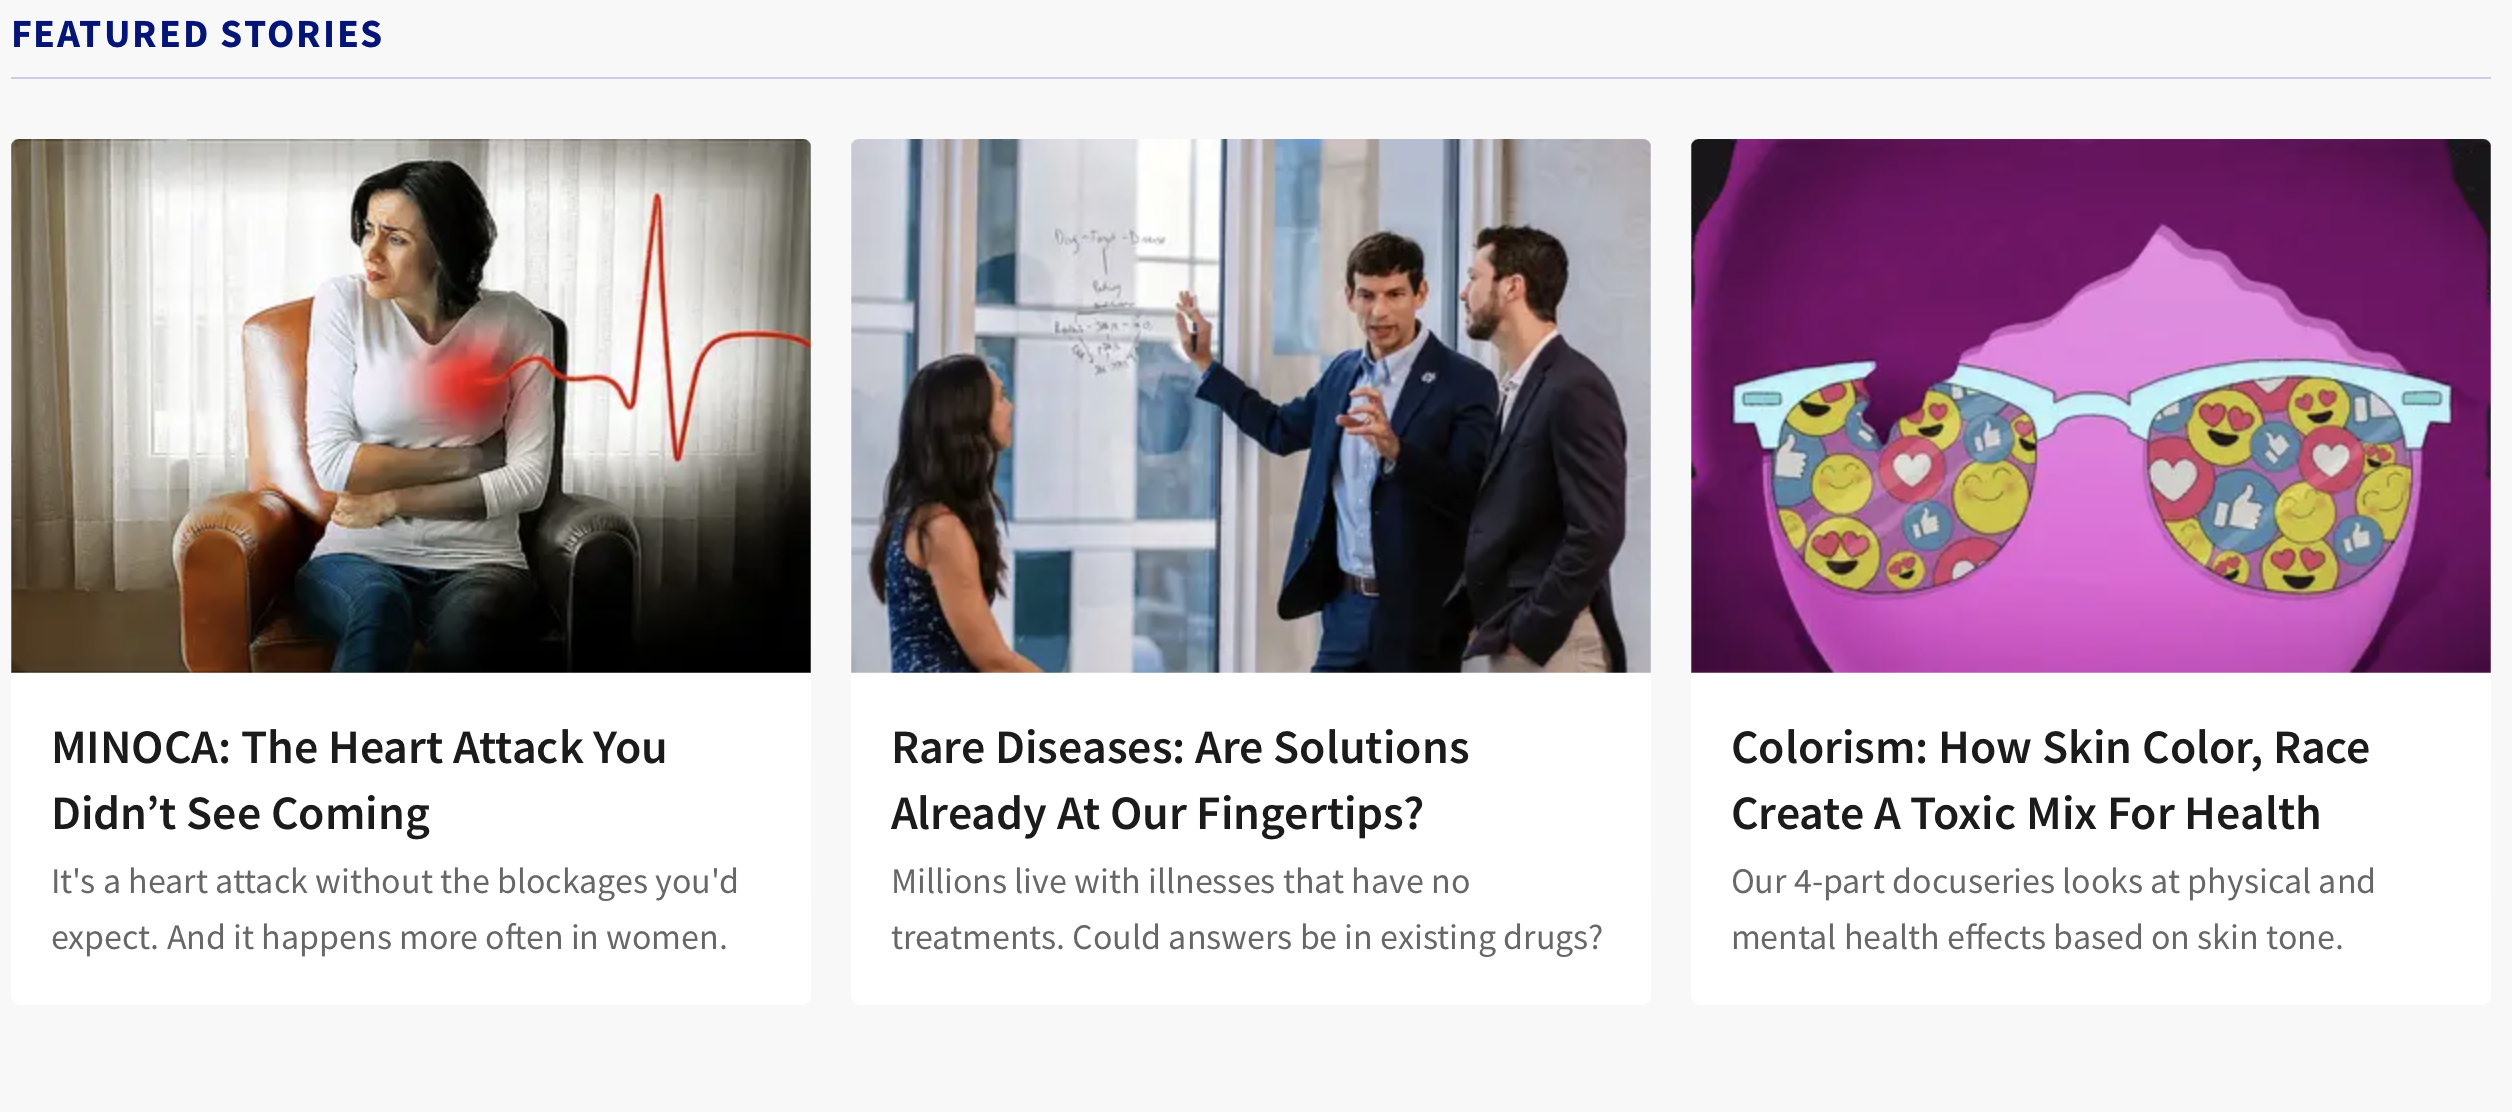 FEATURED STORIES
MINOCA: The Heart Attack You
Didn’t See Coming
It's a heart attack without the blockages you'd
expect. And it happens more often in women.
Rare Diseases: Are Solutions
Already At Our Fingertips?
Millions live with illnesses that have no
treatments. Could answers be in existing drugs?
Colorism: How Skin Color, Race
Create A Toxic Mix For Health
Our 4-part docuseries looks at physical and
mental health effects based on skin tone.